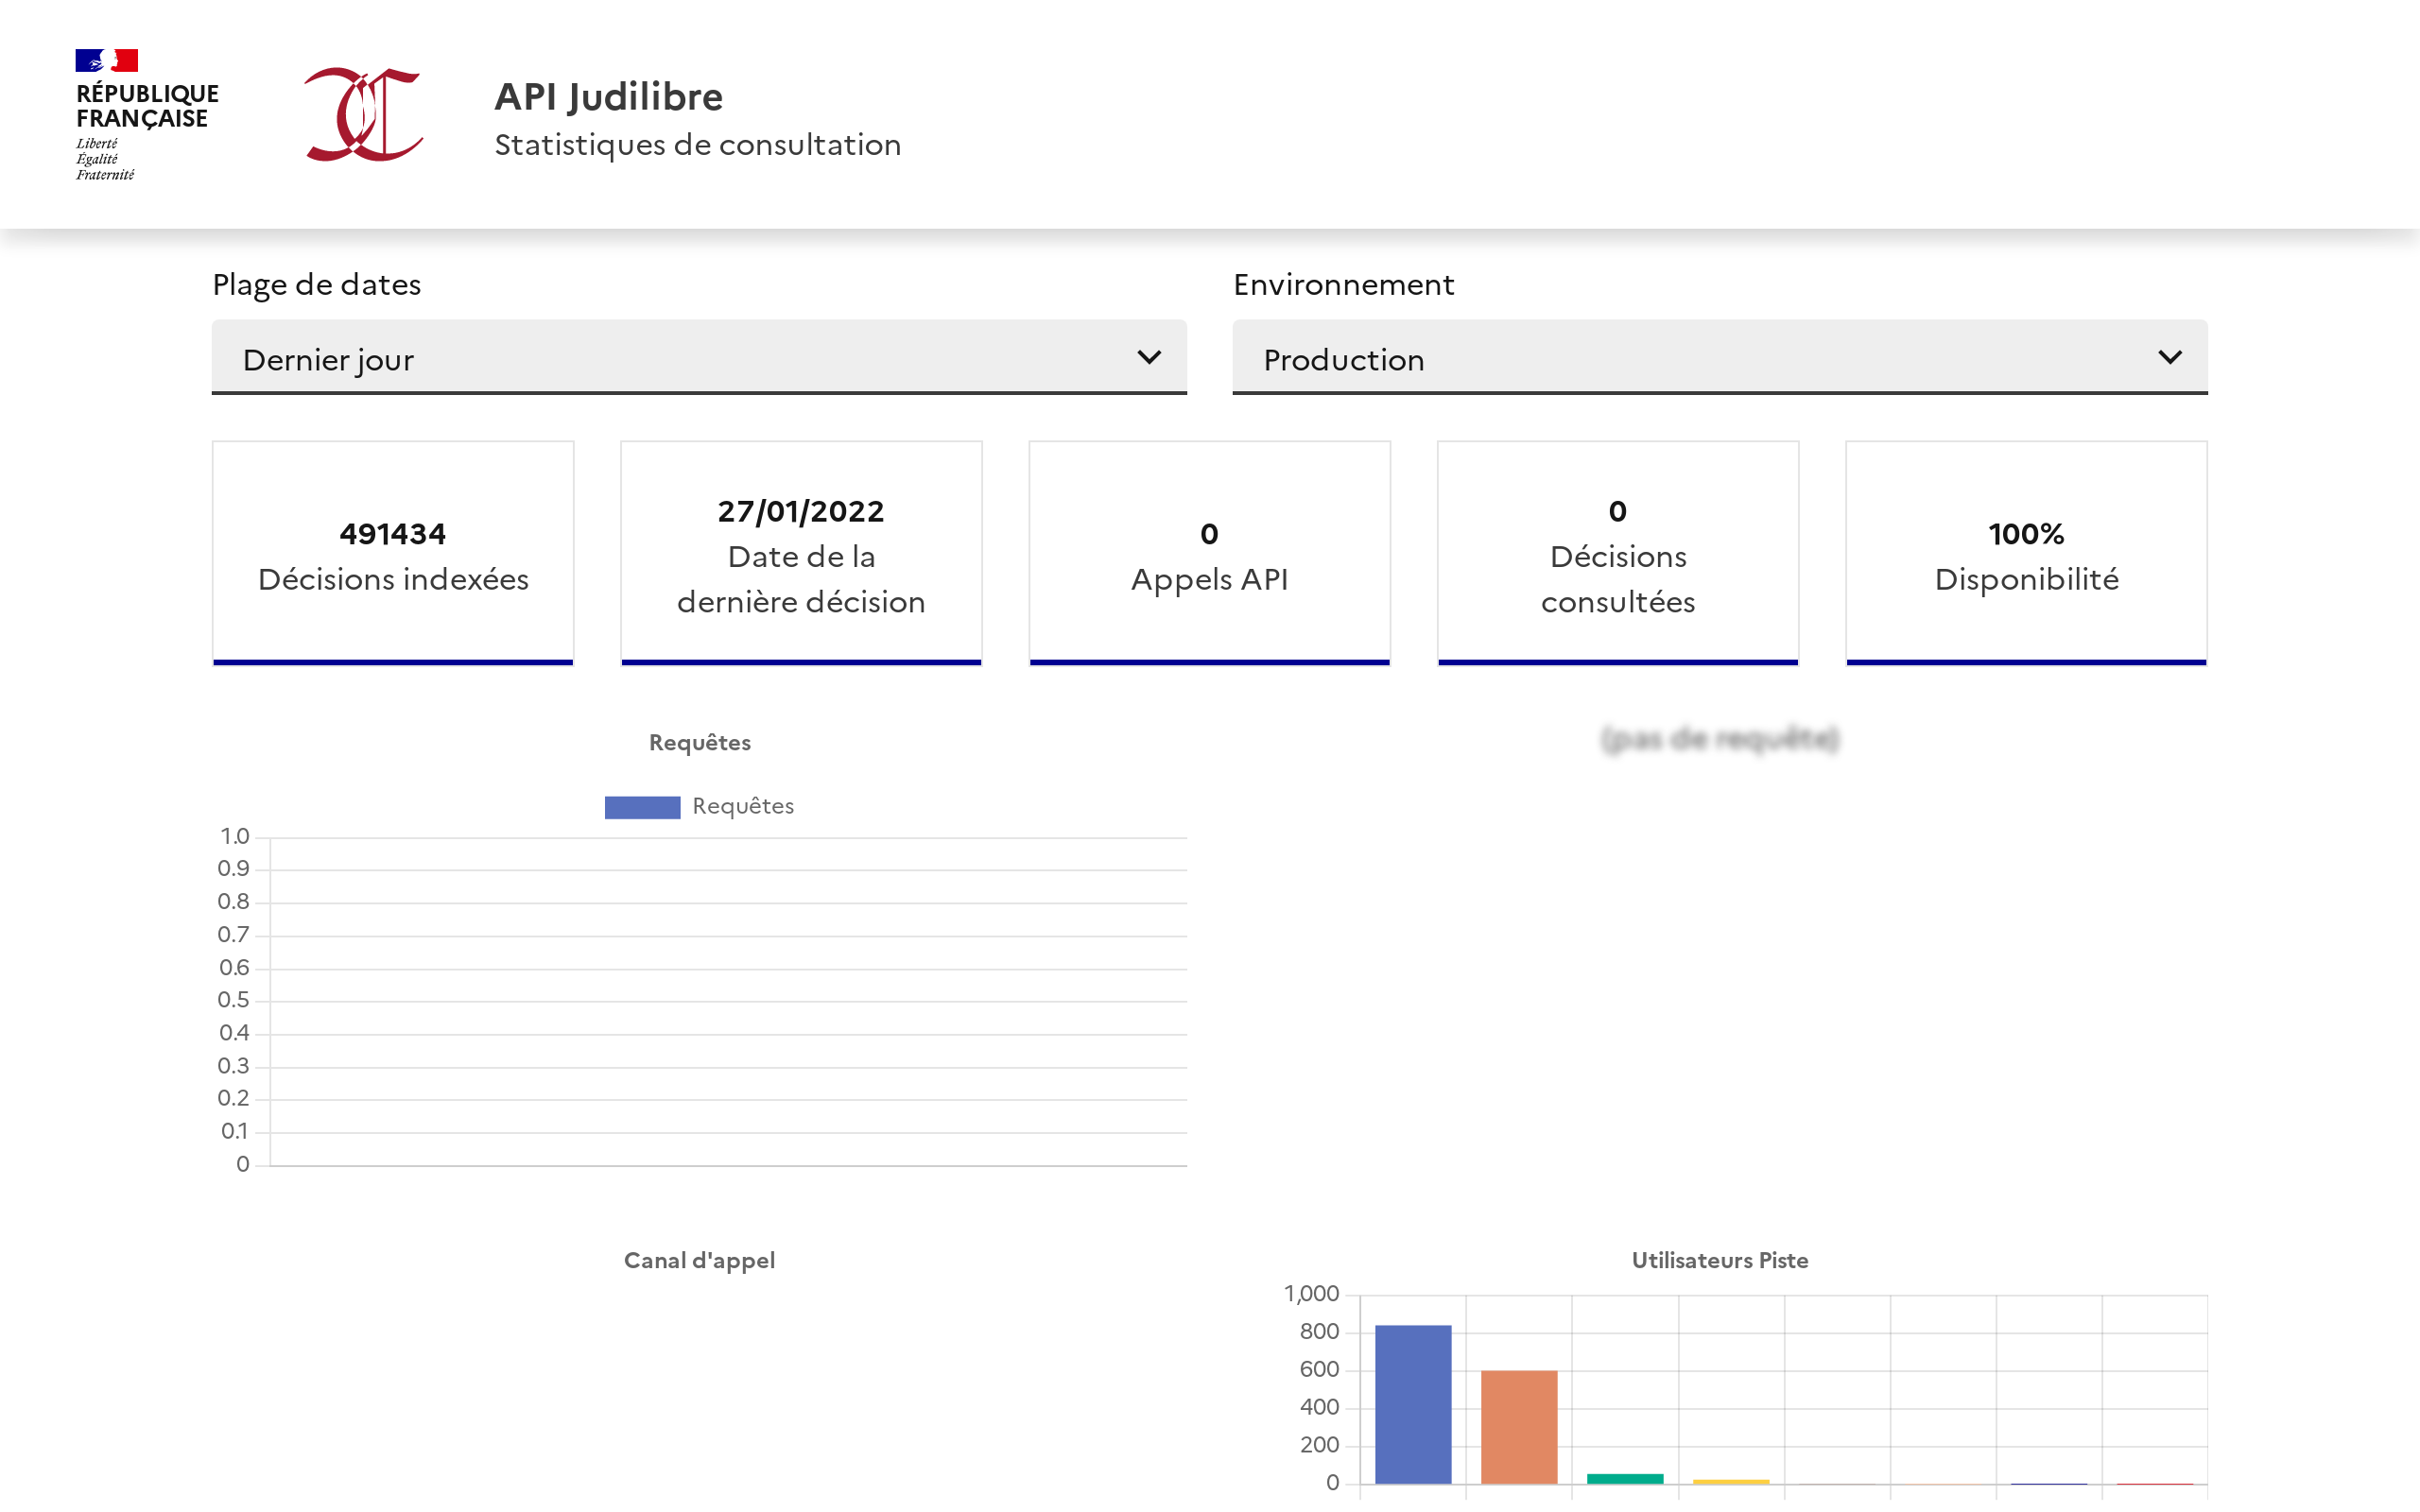 RÉPUBLIQUE
FRANÇAISE
Liberté
Égalité
Fraternité
API Judilibre
Statistiques de consultation
Plage de dates
Environnement
Dernier jour
Production
491434
Décisions indexées
27/01/2022
Date de la
dernière décision
0
Appels API
0
Décisions
consultées
100%
Disponibilité
Requêtes
(pas de requête)
Requêtes
1.0
0.9
0.8
0.7
0.6
0.5
0.4
0.3
0.2
0.1
0
Canal d'appel
Utilisateurs Piste
1,000
800
600
400
200
0